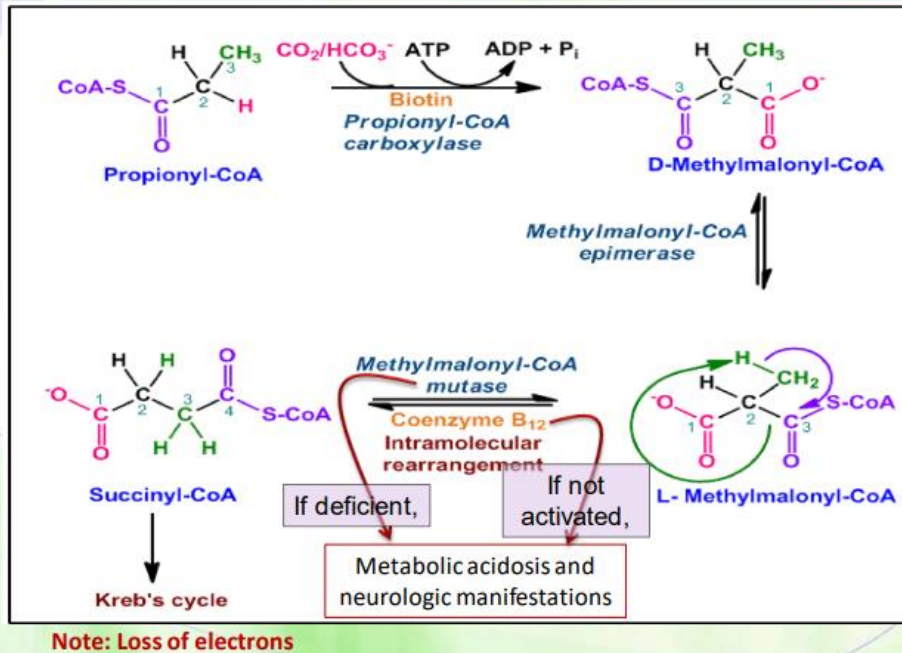 CO₂/HCO₃⁻ ATP ADP + Pᵢ
H CH₃
3
CoA-S 1 2 H
O
Biotin
Propionyl-CoA
carboxylase
Propionyl-CoA
H CH₃
CoA-S 3 2 1 O⁻
O O
D-Methylmalonyl-CoA
Methylmalonyl-CoA
epimerase
H H O
⁻O 1 2 3 4 S-CoA
O H H
Succinyl-CoA
Kreb's cycle
Methylmalonyl-CoA
mutase
Coenzyme B₁₂
Intramolecular
rearrangement
H
H CH₂
⁻O 1 2 3 S-CoA
O O
L- Methylmalonyl-CoA
If deficient,
If not
activated,
Metabolic acidosis and
neurologic manifestations
Note: Loss of electrons